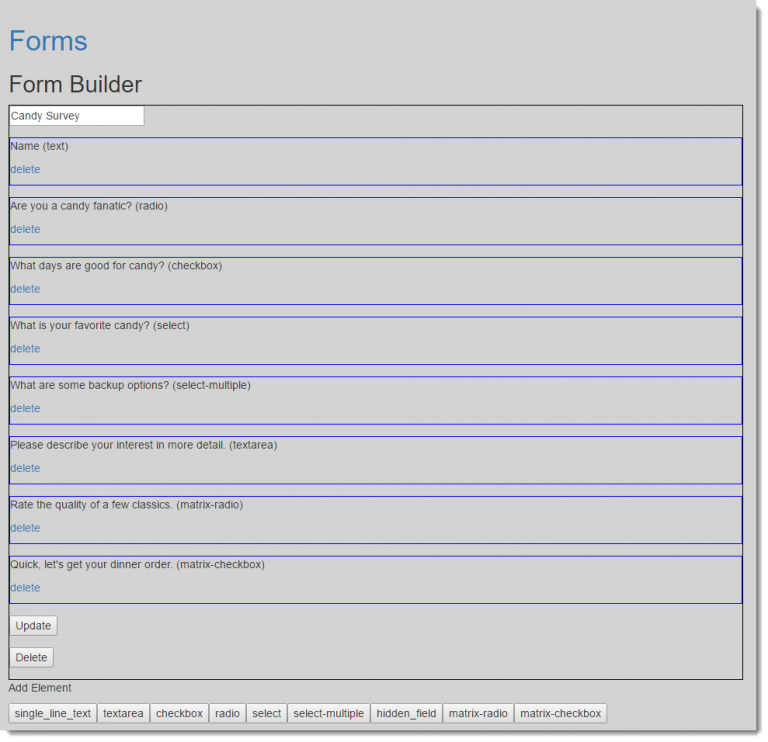 Forms
Form Builder
Candy Survey
Name (text)
delete
Are you a candy fanatic? (radio)
delete
What days are good for candy? (checkbox)
delete
What is your favorite candy? (select)
delete
What are some backup options? (select-multiple)
delete
Please describe your interest in more detail. (textarea)
delete
Rate the quality of a few classics. (matrix-radio)
delete
Quick, let's get your dinner order. (matrix-checkbox)
delete
Update
Delete
Add Element
single_line_text textarea checkbox radio select select-multiple hidden_field matrix-radio matrix-checkbox